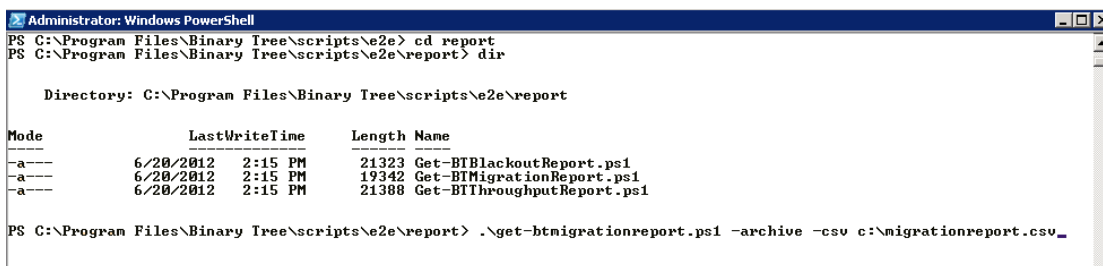 Administrator: Windows PowerShell
PS C:\Program Files\Binary Tree\scripts\e2e> cd report
PS C:\Program Files\Binary Tree\scripts\e2e\report> dir
Directory: C:\Program Files\Binary Tree\scripts\e2e\report
Mode LastWriteTime Length Name
---- ------------- ------ ----
-a--- 6/20/2012 2:15 PM 21323 Get-BTBlackoutReport.ps1
-a--- 6/20/2012 2:15 PM 19342 Get-BTMigrationReport.ps1
-a--- 6/20/2012 2:15 PM 21388 Get-BTThroughputReport.ps1
PS C:\Program Files\Binary Tree\scripts\e2e\report> .\get-btmigrationreport.ps1 -archive -csv c:\migrationreport.csv_